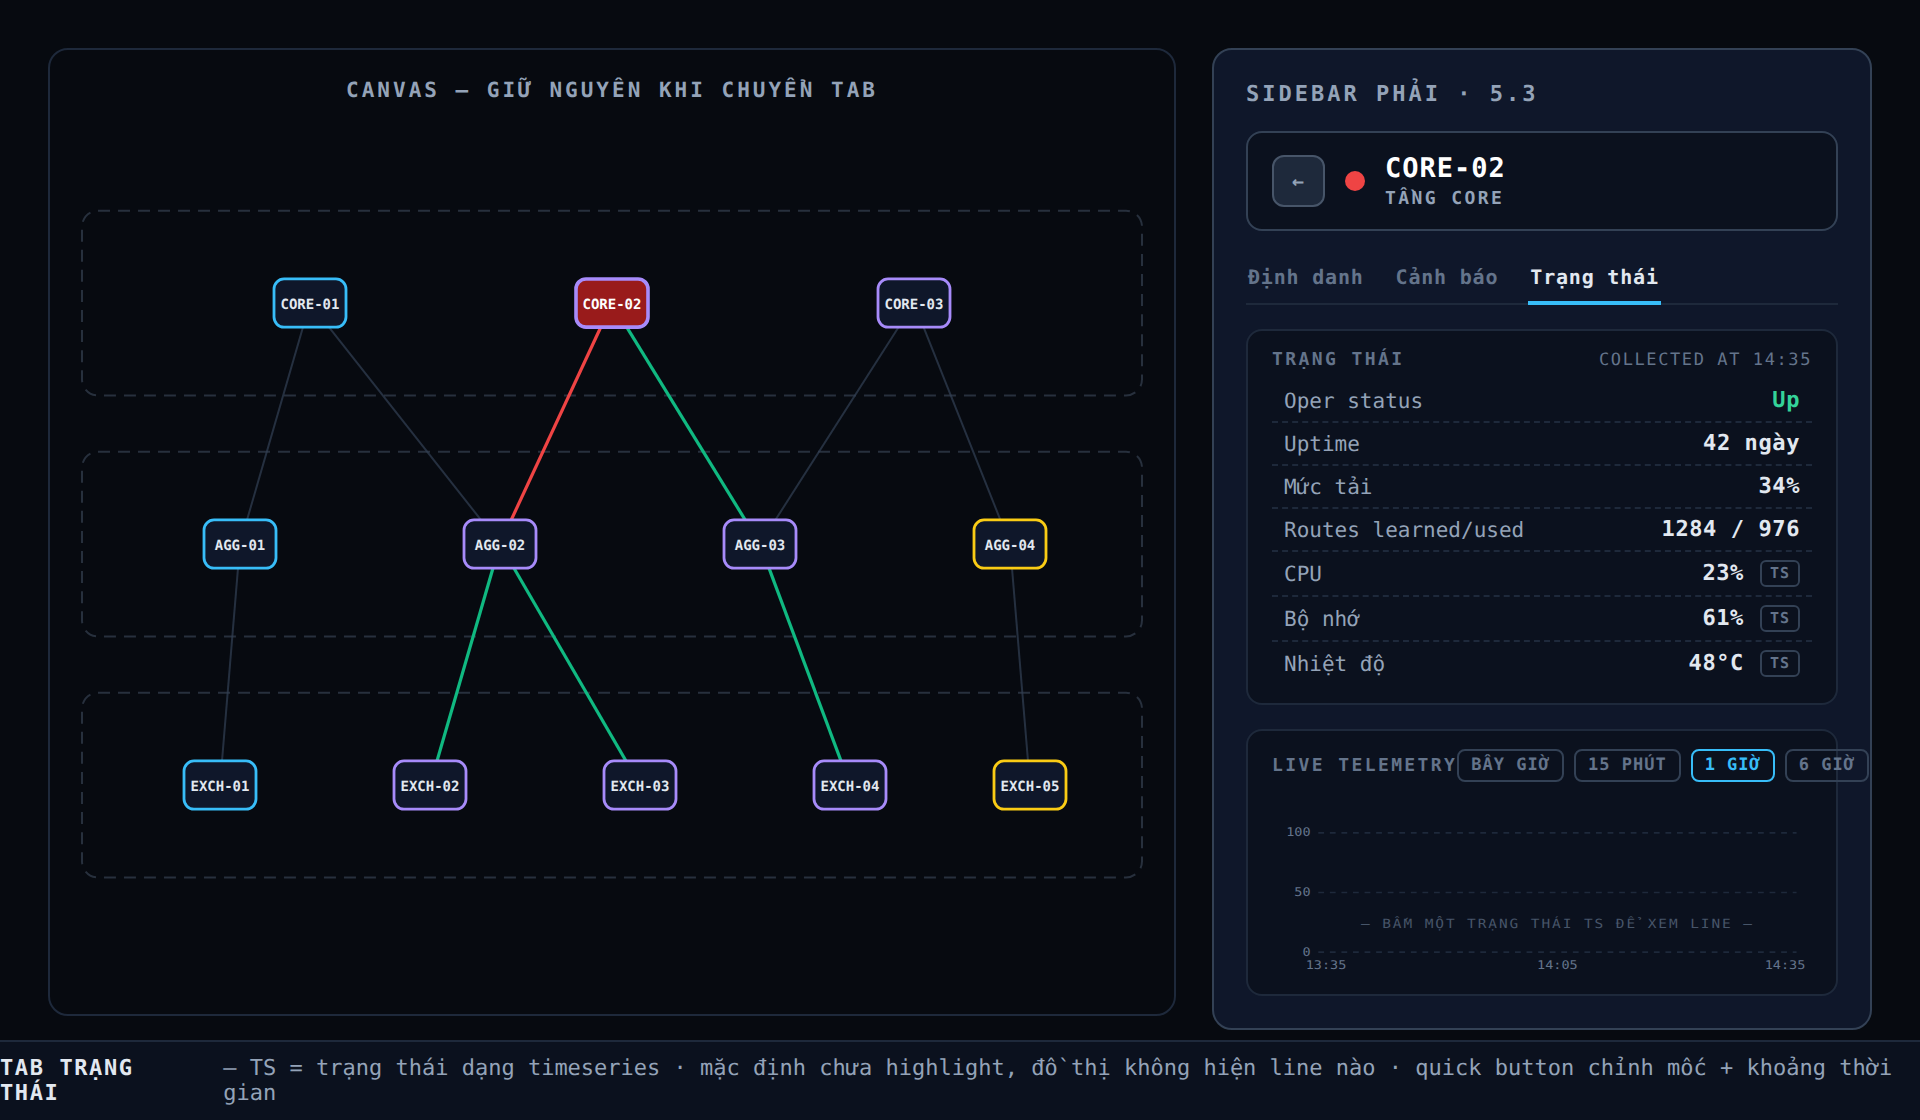 CANVAS — GIỮ NGUYÊN KHI CHUYỂN TAB
CORE-01
CORE-02
CORE-03
AGG-01
AGG-02
AGG-03
AGG-04
EXCH-01
EXCH-02
EXCH-03
EXCH-04
EXCH-05
SIDEBAR PHẢI · 5.3
←
CORE-02
TẦNG CORE
Định danh
Cảnh báo
Trạng thái
TRẠNG THÁI
COLLECTED AT 14:35
Oper status
Up
Uptime
42 ngày
Mức tải
34%
Routes learned/used
1284 / 976
CPU
23%
TS
Bộ nhớ
61%
TS
Nhiệt độ
48°C
TS
LIVE TELEMETRY
BÂY GIỜ
15 PHÚT
1 GIỜ
6 GIỜ
100
50
— BẤM MỘT TRẠNG THÁI TS ĐỂ XEM LINE —
0
13:35
14:05
14:35
TAB TRẠNG
THÁI
— TS = trạng thái dạng timeseries · mặc định chưa highlight, đồ thị không hiện line nào · quick button chỉnh mốc + khoảng thời
gian